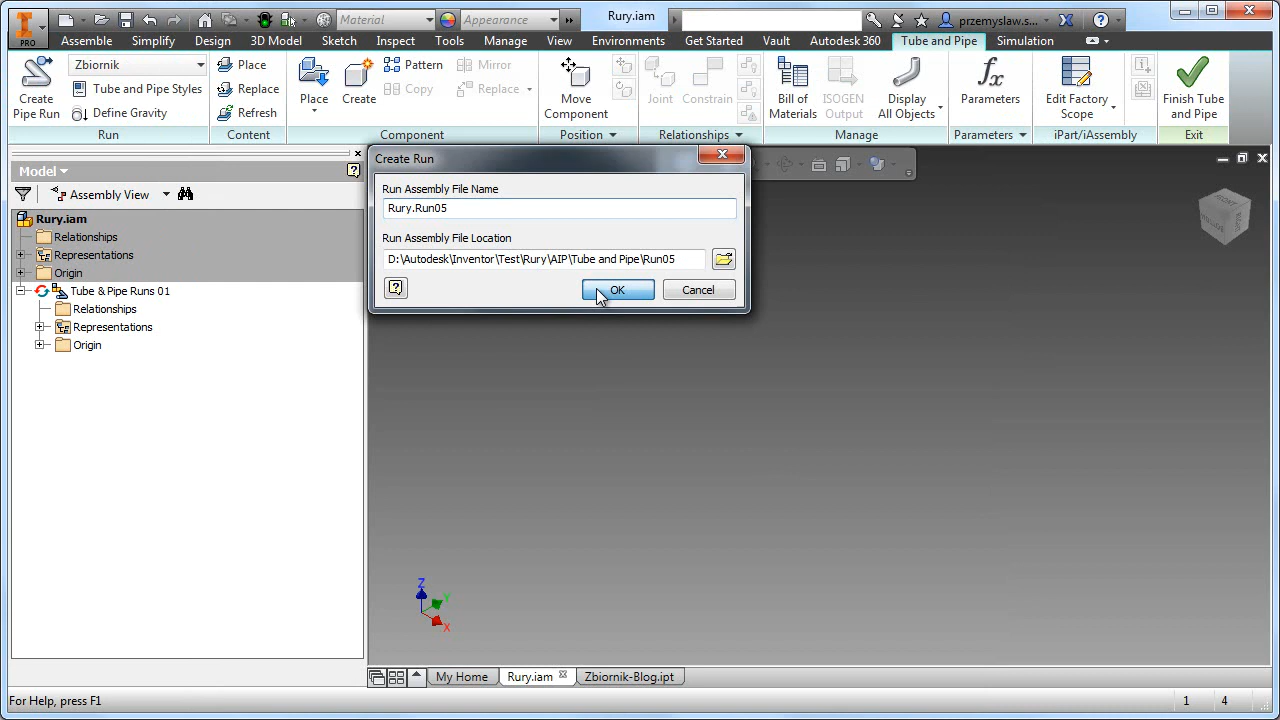 Material
Appearance
Rury.iam
przemyslaw.s...
PRO
Assemble
Simplify
Design
3D Model
Sketch
Inspect
Tools
Manage
View
Environments
Get Started
Vault
Autodesk 360
Tube and Pipe
Simulation
Create
Pipe Run
Zbiornik
Tube and Pipe Styles
Define Gravity
Run
Place
Replace
Refresh
Content
Place
Create
Pattern
Copy
Mirror
Replace
Component
Move
Component
Position
Joint
Constrain
Relationships
Bill of
Materials
ISOGEN
Output
Display
All Objects
Manage
Parameters
Parameters
Edit Factory
Scope
iPart/iAssembly
Finish Tube
and Pipe
Exit
Model
Assembly View
Rury.iam
Relationships
Representations
Origin
Tube & Pipe Runs 01
Relationships
Representations
Origin
Create Run
Run Assembly File Name
Rury.Run05
Run Assembly File Location
D:\Autodesk\Inventor\Test\Rury\AIP\Tube and Pipe\Run05
OK
Cancel
FRONT
Z
Y
X
My Home
Rury.iam
Zbiornik-Blog.ipt
For Help, press F1
1
4